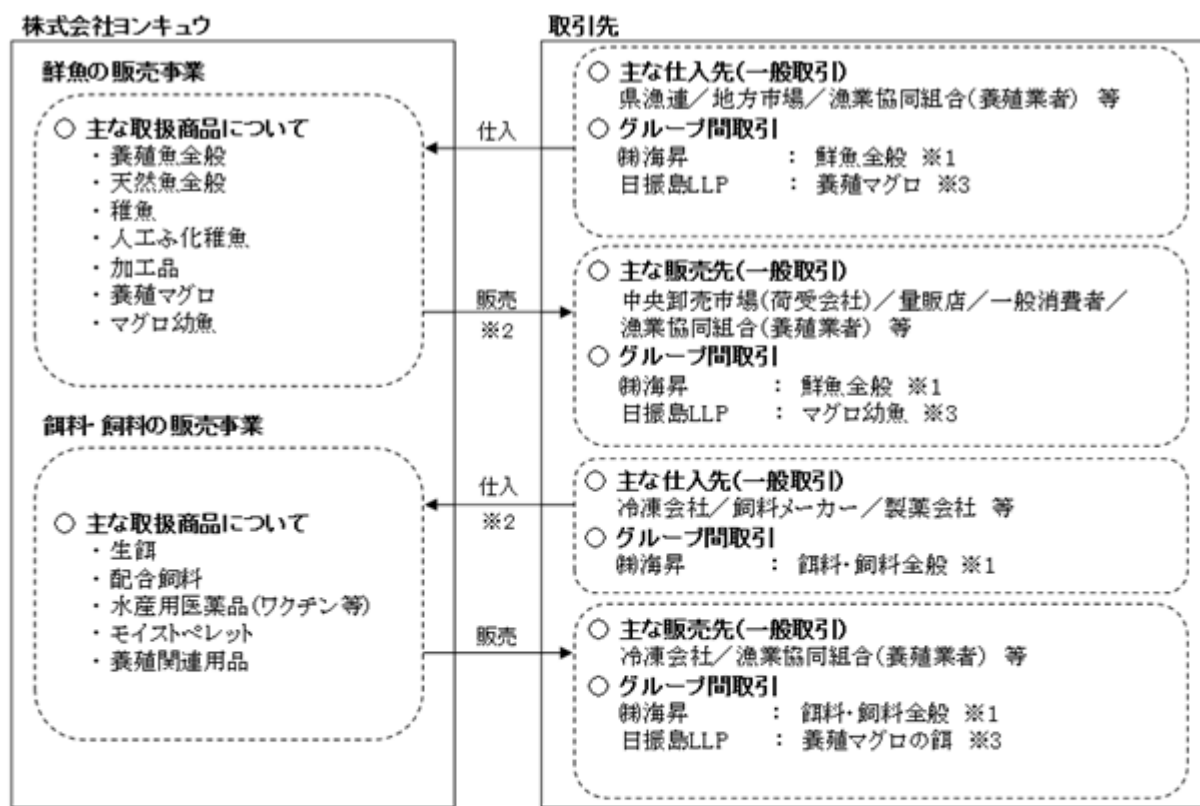 株式会社ヨンキュウ
鮮魚の販売事業
○ 主な取扱商品について
・養殖魚全般
・天然魚全般
・稚魚
・人工ふ化稚魚
・加工品
・養殖マグロ
・マグロ幼魚
餌料・飼料の販売事業
○ 主な取扱商品について
・生餌
・配合飼料
・水産用医薬品(ワクチン等)
・モイストペレット
・養殖関連用品
仕入
販売
※2
仕入
※2
販売
取引先
○ 主な仕入先(一般取引)
県漁連／地方市場／漁業協同組合(養殖業者) 等
○ グループ間取引
㈱海昇 : 鮮魚全般 ※1
日振島LLP : 養殖マグロ ※3
○ 主な販売先(一般取引)
中央卸売市場(荷受会社)／量販店／一般消費者／
漁業協同組合(養殖業者) 等
○ グループ間取引
㈱海昇 : 鮮魚全般 ※1
日振島LLP : マグロ幼魚 ※3
○ 主な仕入先(一般取引)
冷凍会社／飼料メーカー／製薬会社 等
○ グループ間取引
㈱海昇 : 餌料・飼料全般 ※1
○ 主な販売先(一般取引)
冷凍会社／漁業協同組合(養殖業者) 等
○ グループ間取引
㈱海昇 : 餌料・飼料全般 ※1
日振島LLP : 養殖マグロの餌 ※3